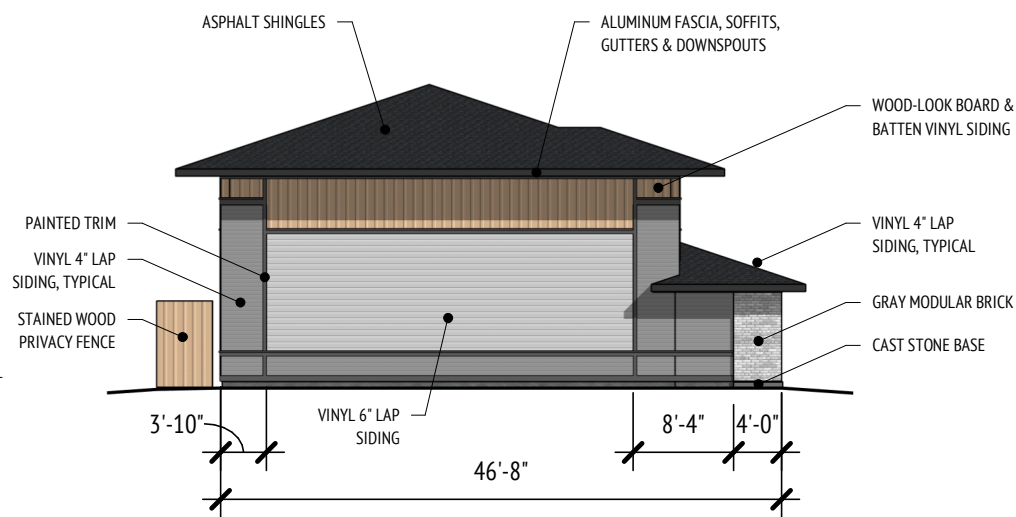 ASPHALT SHINGLES
ALUMINUM FASCIA, SOFFITS,
GUTTERS & DOWNSPOUTS
WOOD-LOOK BOARD &
BATTEN VINYL SIDING
PAINTED TRIM
VINYL 4" LAP
SIDING, TYPICAL
STAINED WOOD
PRIVACY FENCE
VINYL 4" LAP
SIDING, TYPICAL
GRAY MODULAR BRICK
CAST STONE BASE
VINYL 6" LAP
SIDING
3'-10"
8'-4"
4'-0"
46'-8"